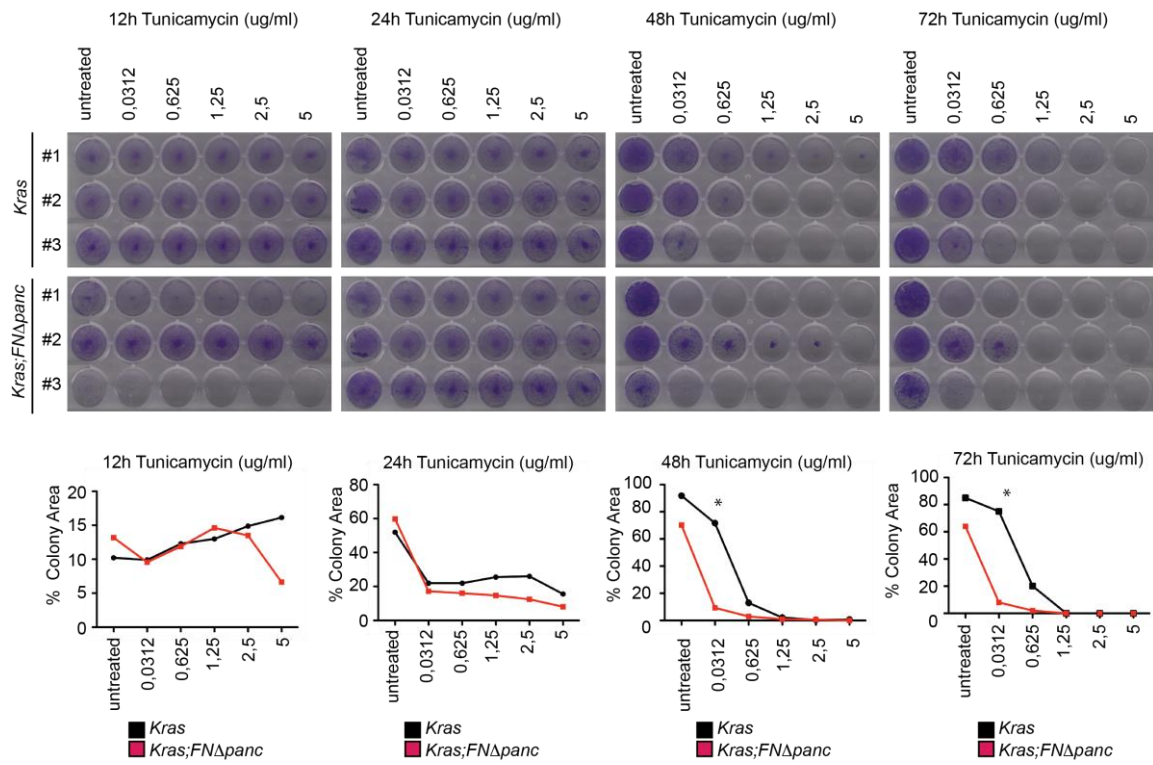 12h Tunicamycin (ug/ml)
24h Tunicamycin (ug/ml)
48h Tunicamycin (ug/ml)
72h Tunicamycin (ug/ml)
untreated 0,0312 0,625 1,25 2,5 5
untreated 0,0312 0,625 1,25 2,5 5
untreated 0,0312 0,625 1,25 2,5 5
untreated 0,0312 0,625 1,25 2,5 5
Kras
#1
#2
#3
Kras;FNΔpanc
#1
#2
#3
12h Tunicamycin (ug/ml)
% Colony Area
20
15
10
5
0
untreated 0,0312 0,625 1,25 2,5 5
Kras
Kras;FNΔpanc
24h Tunicamycin (ug/ml)
% Colony Area
80
60
40
20
0
untreated 0,0312 0,625 1,25 2,5 5
Kras
Kras;FNΔpanc
48h Tunicamycin (ug/ml)
% Colony Area
100
80
60
40
20
0
*
untreated 0,0312 0,625 1,25 2,5 5
Kras
Kras;FNΔpanc
72h Tunicamycin (ug/ml)
% Colony Area
100
80
60
40
20
0
*
untreated 0,0312 0,625 1,25 2,5 5
Kras
Kras;FNΔpanc